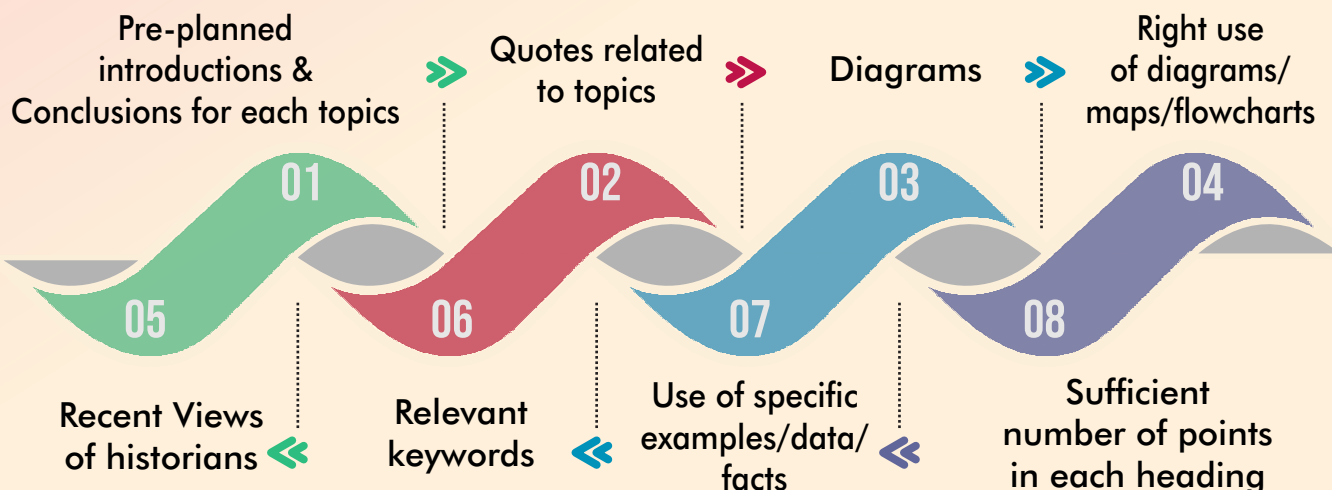 Pre-planned
introductions &
Conclusions for each topics
Quotes related
to topics
Diagrams
Right use
of diagrams/
maps/flowcharts
01
02
03
04
05
06
07
08
Recent Views
of historians
Relevant
keywords
Use of specific
examples/data/
facts
Sufficient
number of points
in each heading